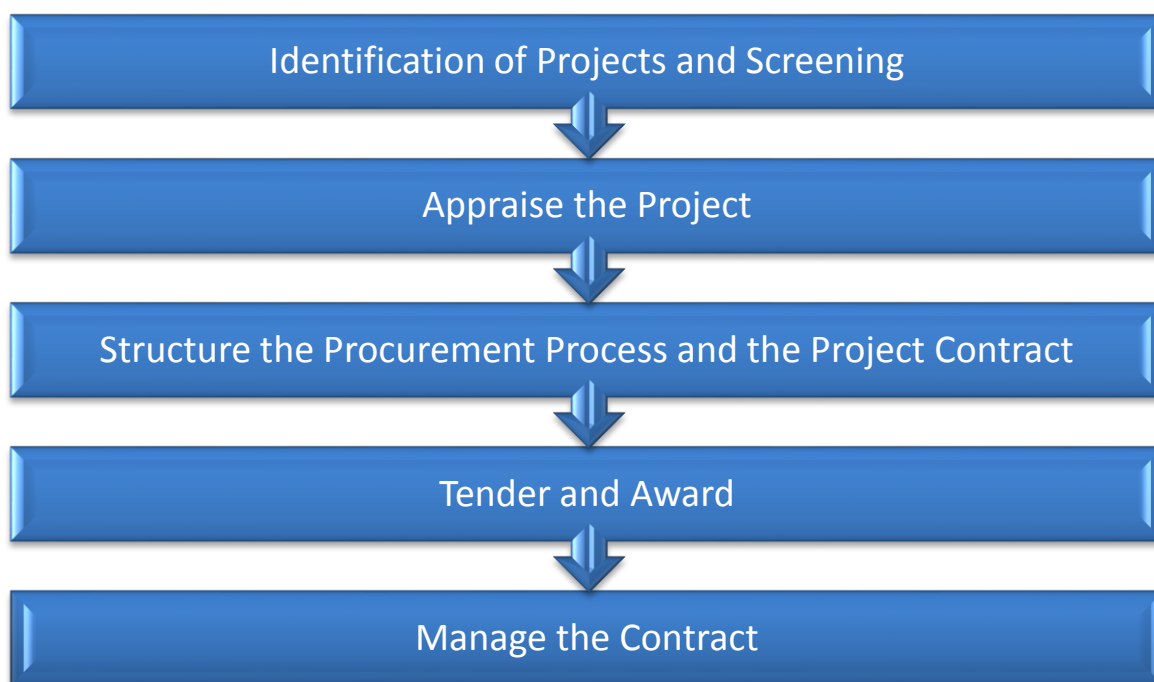 Identification of Projects and Screening
Appraise the Project
Structure the Procurement Process and the Project Contract
Tender and Award
Manage the Contract